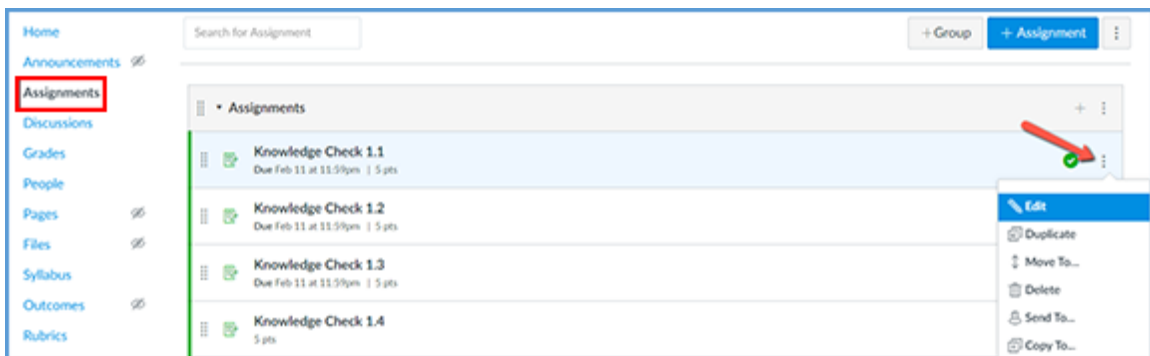 Home
Announcements
Assignments
Discussions
Grades
People
Pages
Files
Syllabus
Outcomes
Rubrics
Search for Assignment
+ Group
+ Assignment
Assignments
Knowledge Check 1.1
Due Feb 11 at 11:59pm | 5 pts
Knowledge Check 1.2
Due Feb 11 at 11:59pm | 5 pts
Knowledge Check 1.3
Due Feb 11 at 11:59pm | 5 pts
Knowledge Check 1.4
5 pts
Edit
Duplicate
Move To...
Delete
Send To...
Copy To...